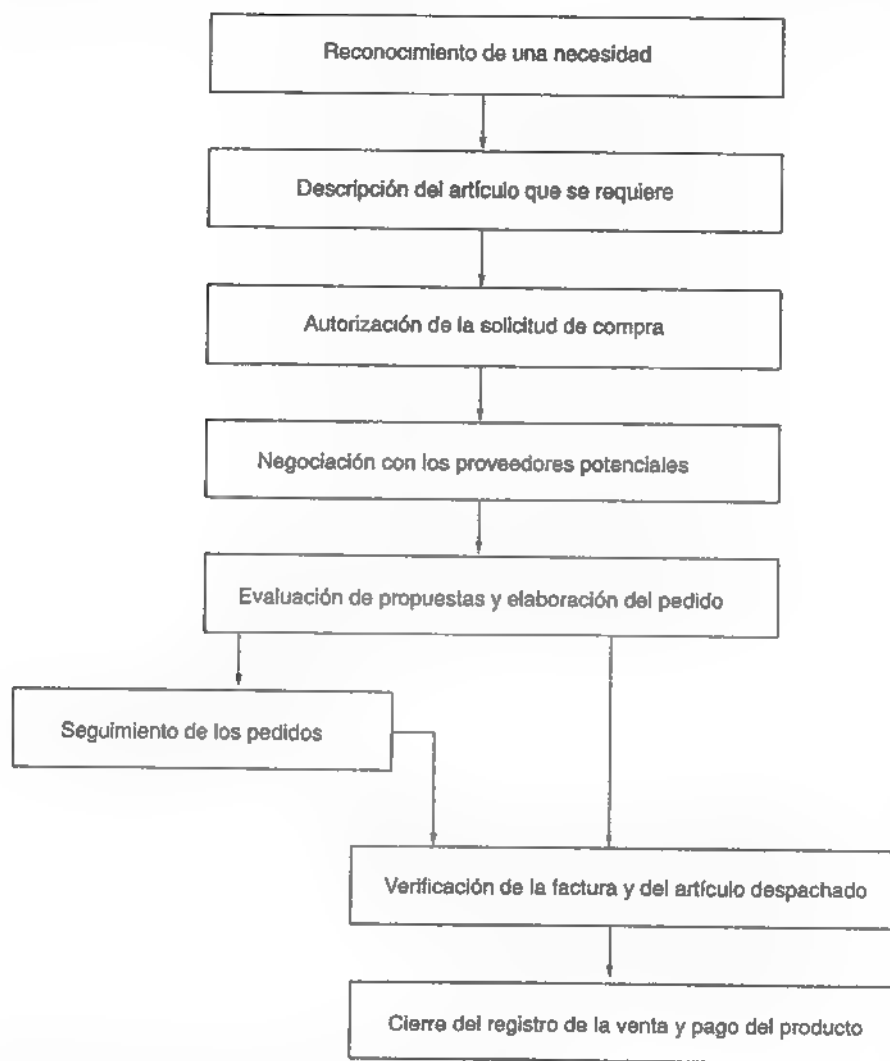 Reconocimiento de una necesidad
Descripción del artículo que se requiere
Autorización de la solicitud de compra
Negociación con los proveedores potenciales
Evaluación de propuestas y elaboración del pedido
Seguimiento de los pedidos
Verificación de la factura y del artículo despachado
Cierre del registro de la venta y pago del producto